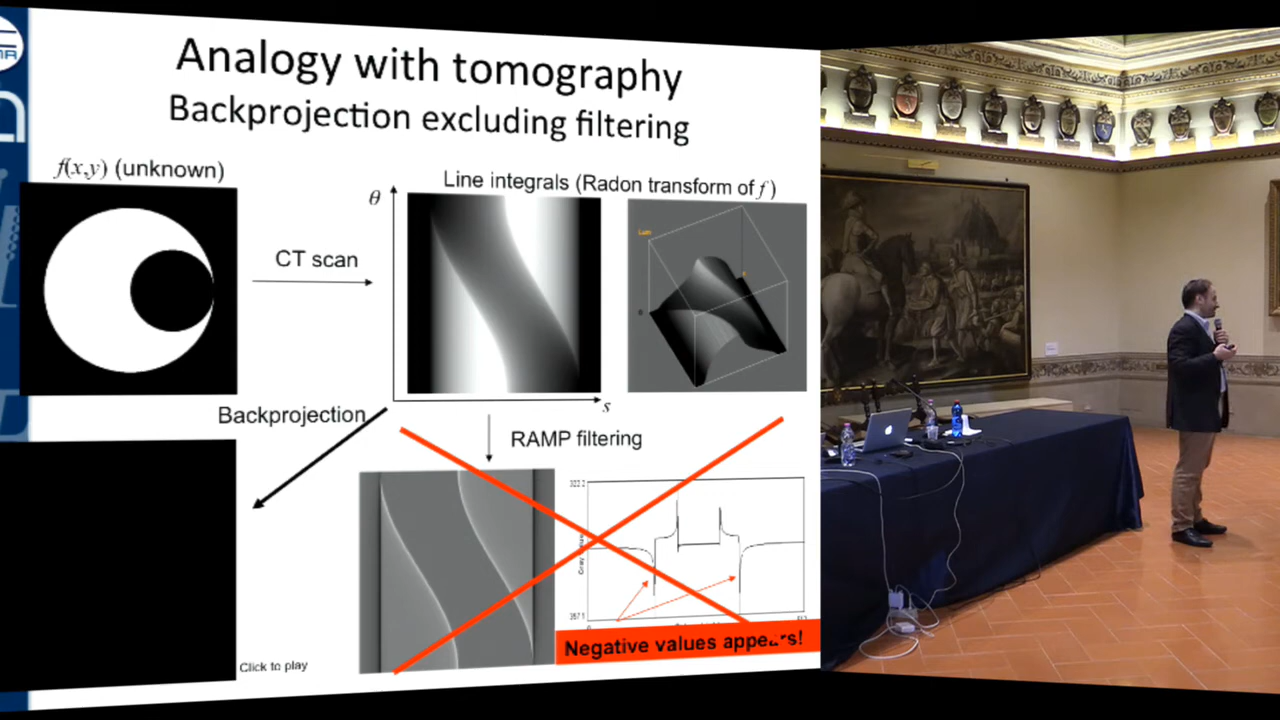 Analogy with tomography
Backprojection excluding filtering
f(x,y) (unknown)
Line integrals (Radon transform of f )
θ
CT scan
s
Backprojection
RAMP filtering
Negative values appears!
Click to play